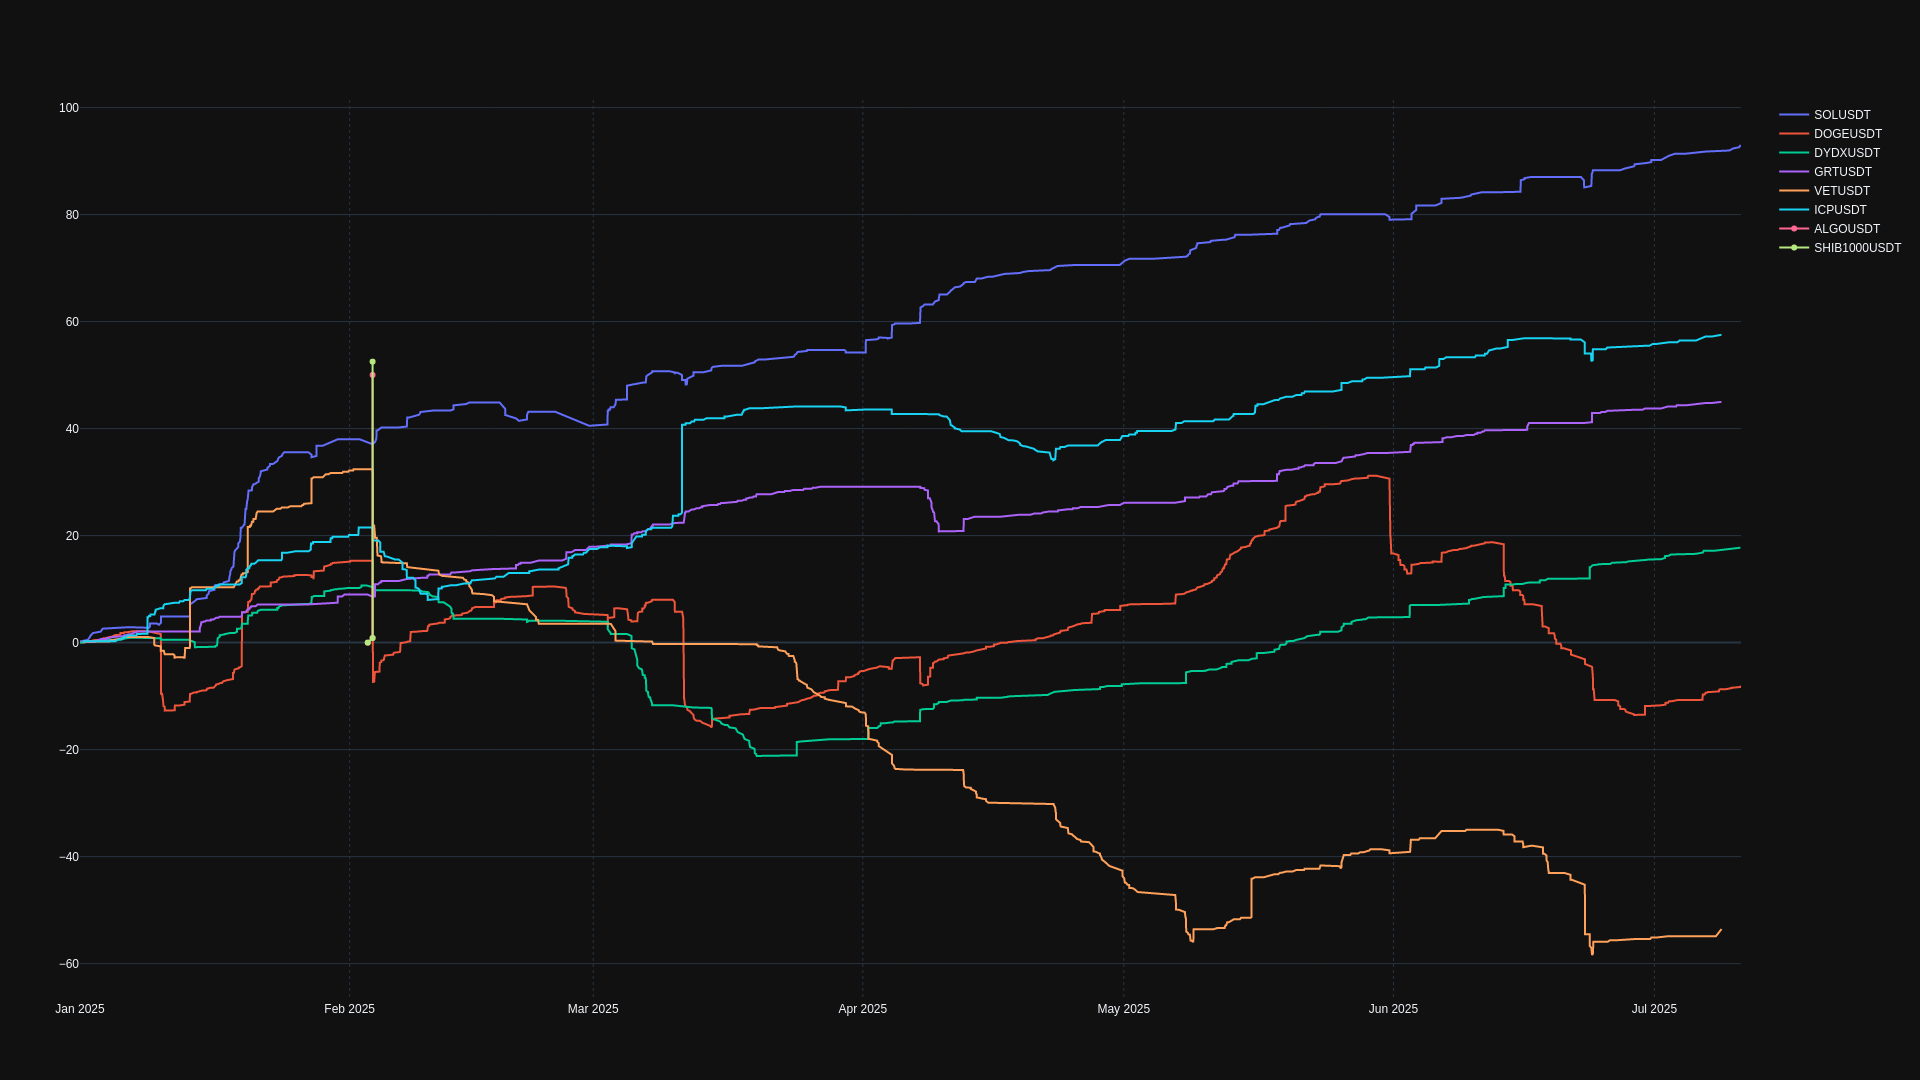 100
80
60
40
20
0
−20
−40
−60
Jan 2025
Feb 2025
Mar 2025
Apr 2025
May 2025
Jun 2025
Jul 2025
SOLUSDT
DOGEUSDT
DYDXUSDT
GRTUSDT
VETUSDT
ICPUSDT
ALGOUSDT
SHIB1000USDT